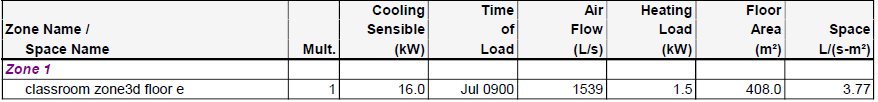 Cooling Time Air Heating Floor
Zone Name / Sensible of Flow Load Area Space
Space Name Mult. (kW) Load (L/s) (kW) (m²) L/(s-m²)
Zone 1
classroom zone3d floor e 1 16.0 Jul 0900 1539 1.5 408.0 3.77